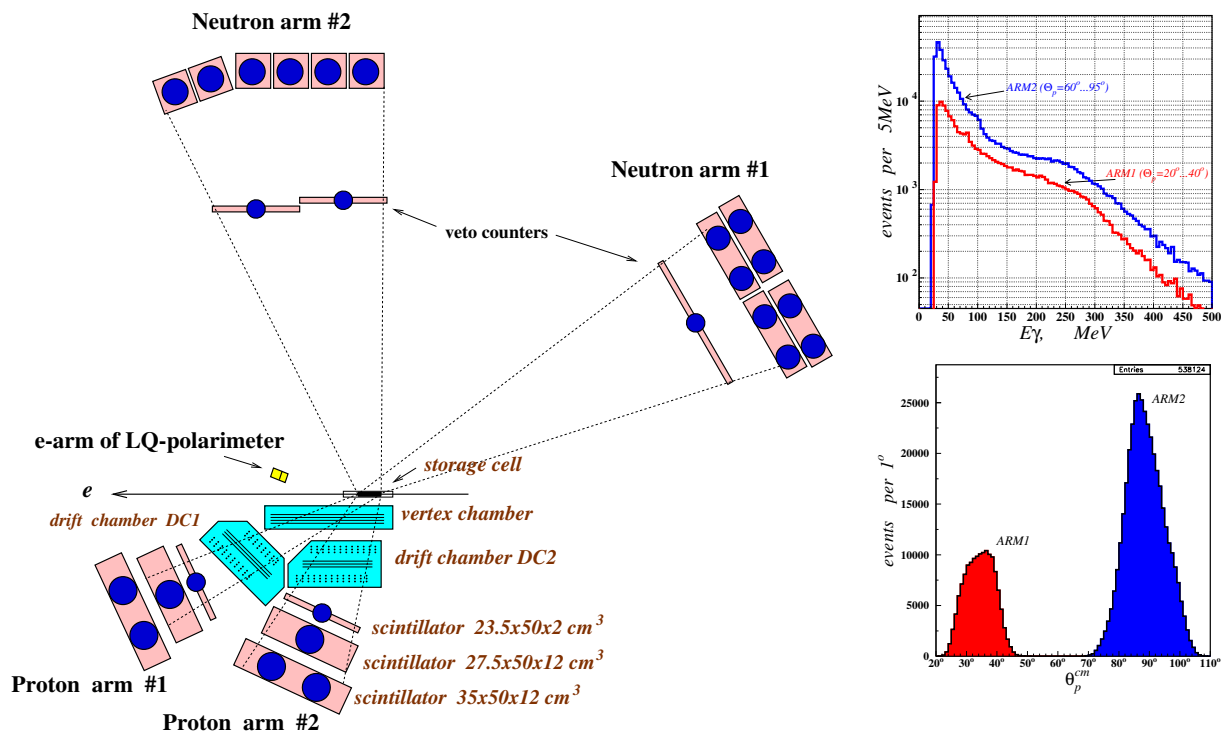 Neutron arm #2
Neutron arm #1
veto counters
e-arm of LQ-polarimeter
storage cell
e
drift chamber DC1
vertex chamber
drift chamber DC2
scintillator 23.5x50x2 cm³
scintillator 27.5x50x12 cm³
scintillator 35x50x12 cm³
Proton arm #1
Proton arm #2
events per 5MeV
10⁴
10³
10²
ARM2 (Θp=60°...95°)
ARM1 (Θp=20°...40°)
0 50 100 150 200 250 300 350 400 450 500
Eγ, MeV
Entries 538124
events per 1°
25000
20000
15000
10000
5000
0
ARM1
ARM2
20° 30° 40° 50° 60° 70° 80° 90° 100° 110°
θp^cm